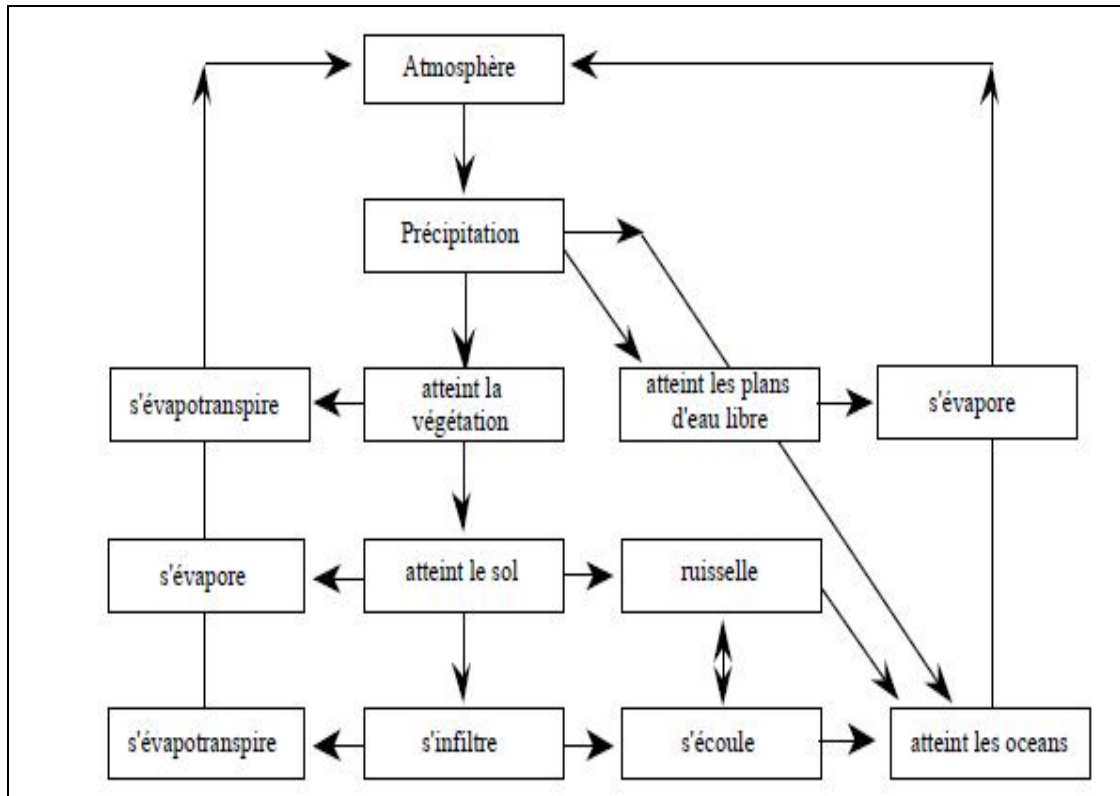 Atmosphère
Précipitation
s'évapotranspire
atteint la
végétation
atteint les plans
d'eau libre
s'évapore
s'évapore
atteint le sol
ruisselle
s'évapotranspire
s'infiltre
s'écoule
atteint les oceans